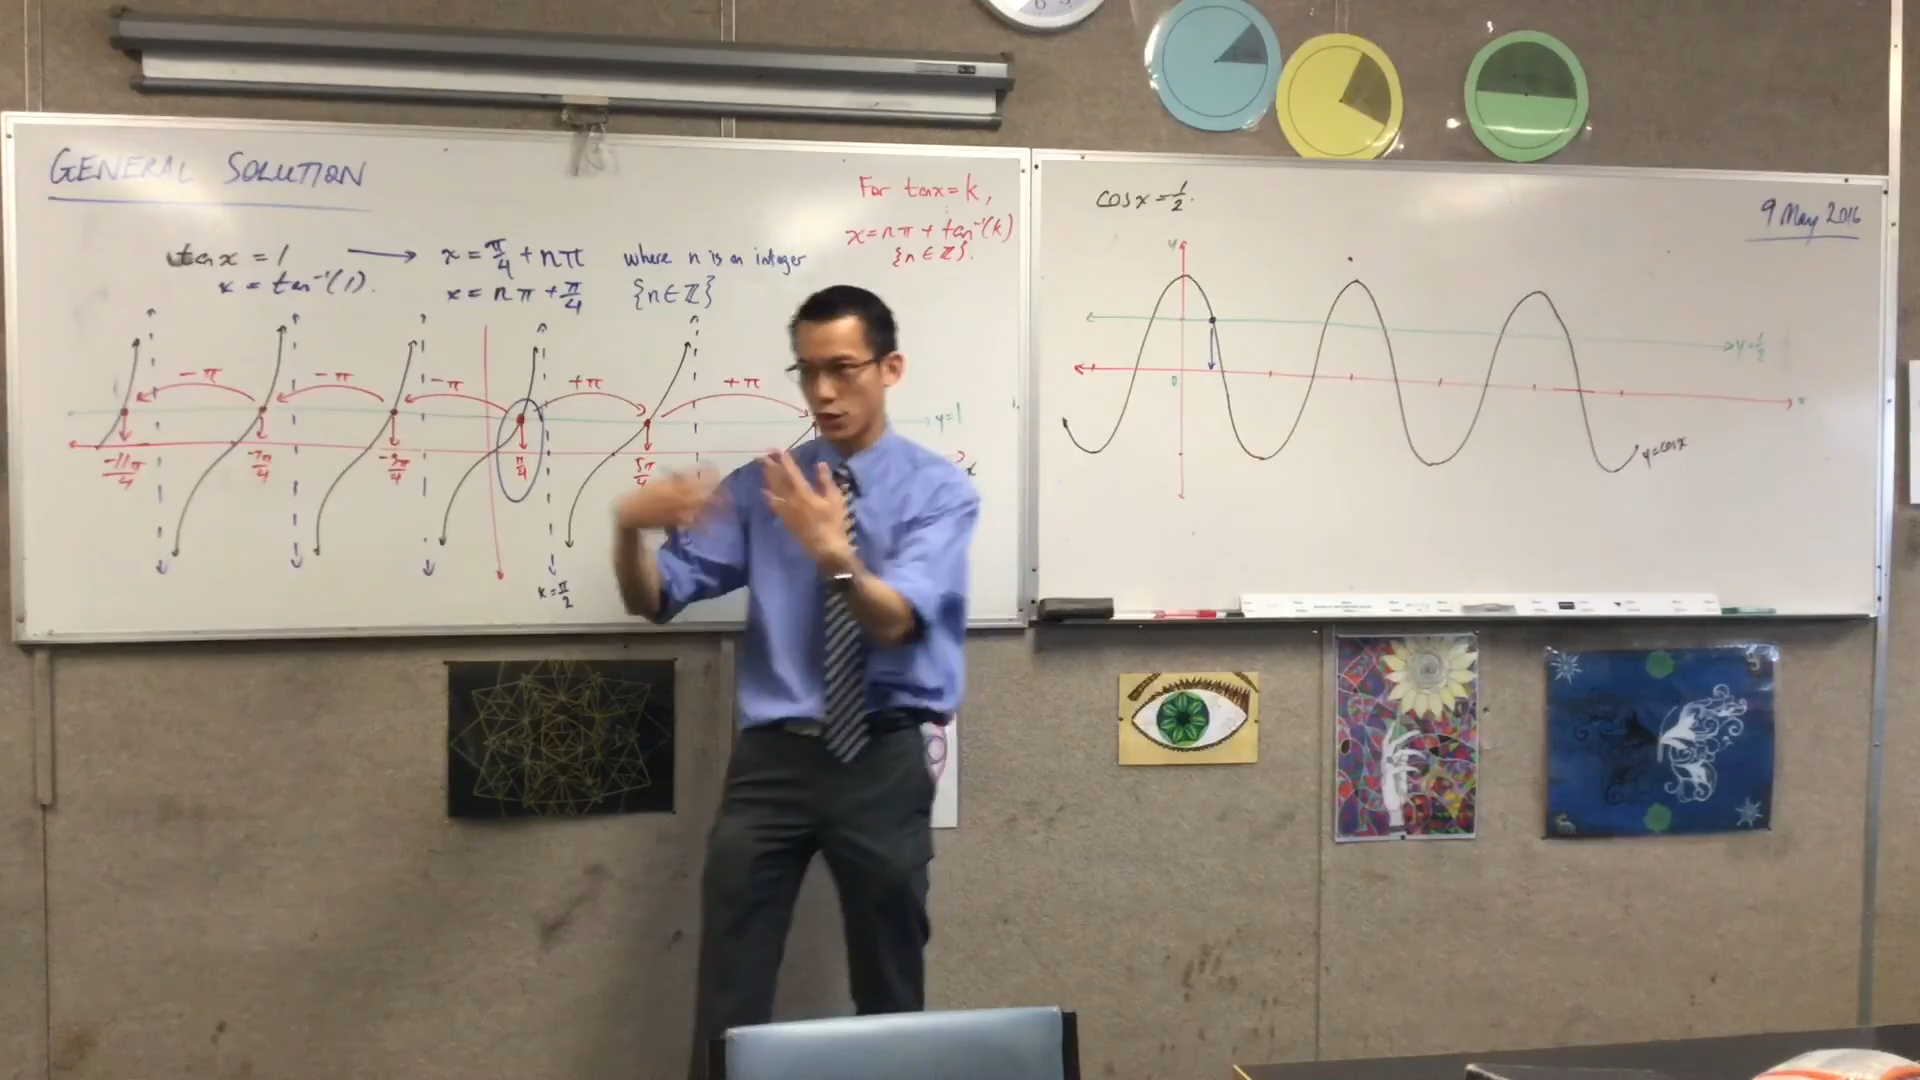 GENERAL SOLUTION
For tan x = k,
x = nπ + tan⁻¹(k)
{n ∈ ℤ}.
tan x = 1 → x = π/4 + nπ where n is an integer
x = tan⁻¹(1). x = nπ + π/4 {n ∈ ℤ}
-π -π -π +π +π
y=1
-11π/4 -7π/4 -3π/4 π/4 5π/4
x
x = π/2
cos x = 1/2.
9 May 2016
y
y = 1/2
0
x
y = cos x